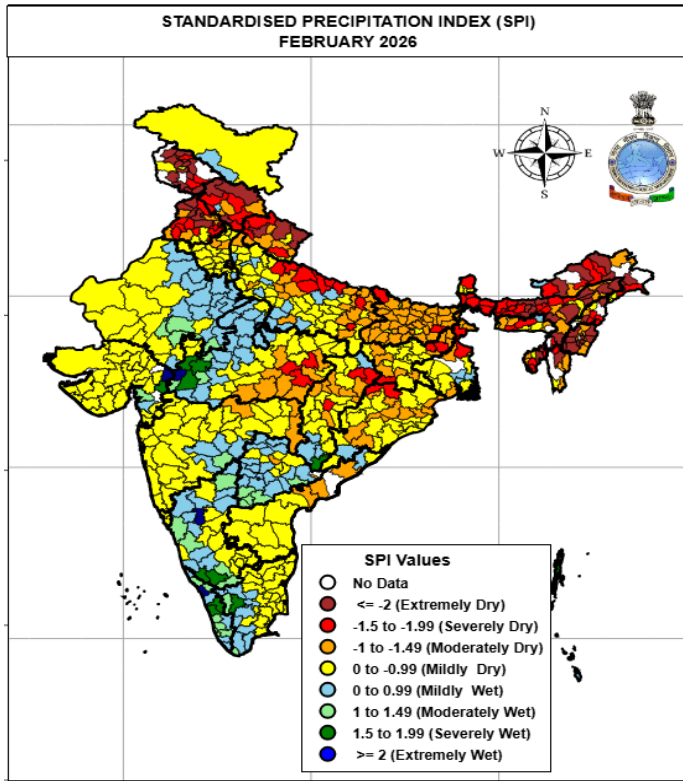 STANDARDISED PRECIPITATION INDEX (SPI)
FEBRUARY 2026
N
W
E
S
SPI Values
No Data
<= -2 (Extremely Dry)
-1.5 to -1.99 (Severely Dry)
-1 to -1.49 (Moderately Dry)
0 to -0.99 (Mildly Dry)
0 to 0.99 (Mildly Wet)
1 to 1.49 (Moderately Wet)
1.5 to 1.99 (Severely Wet)
>= 2 (Extremely Wet)